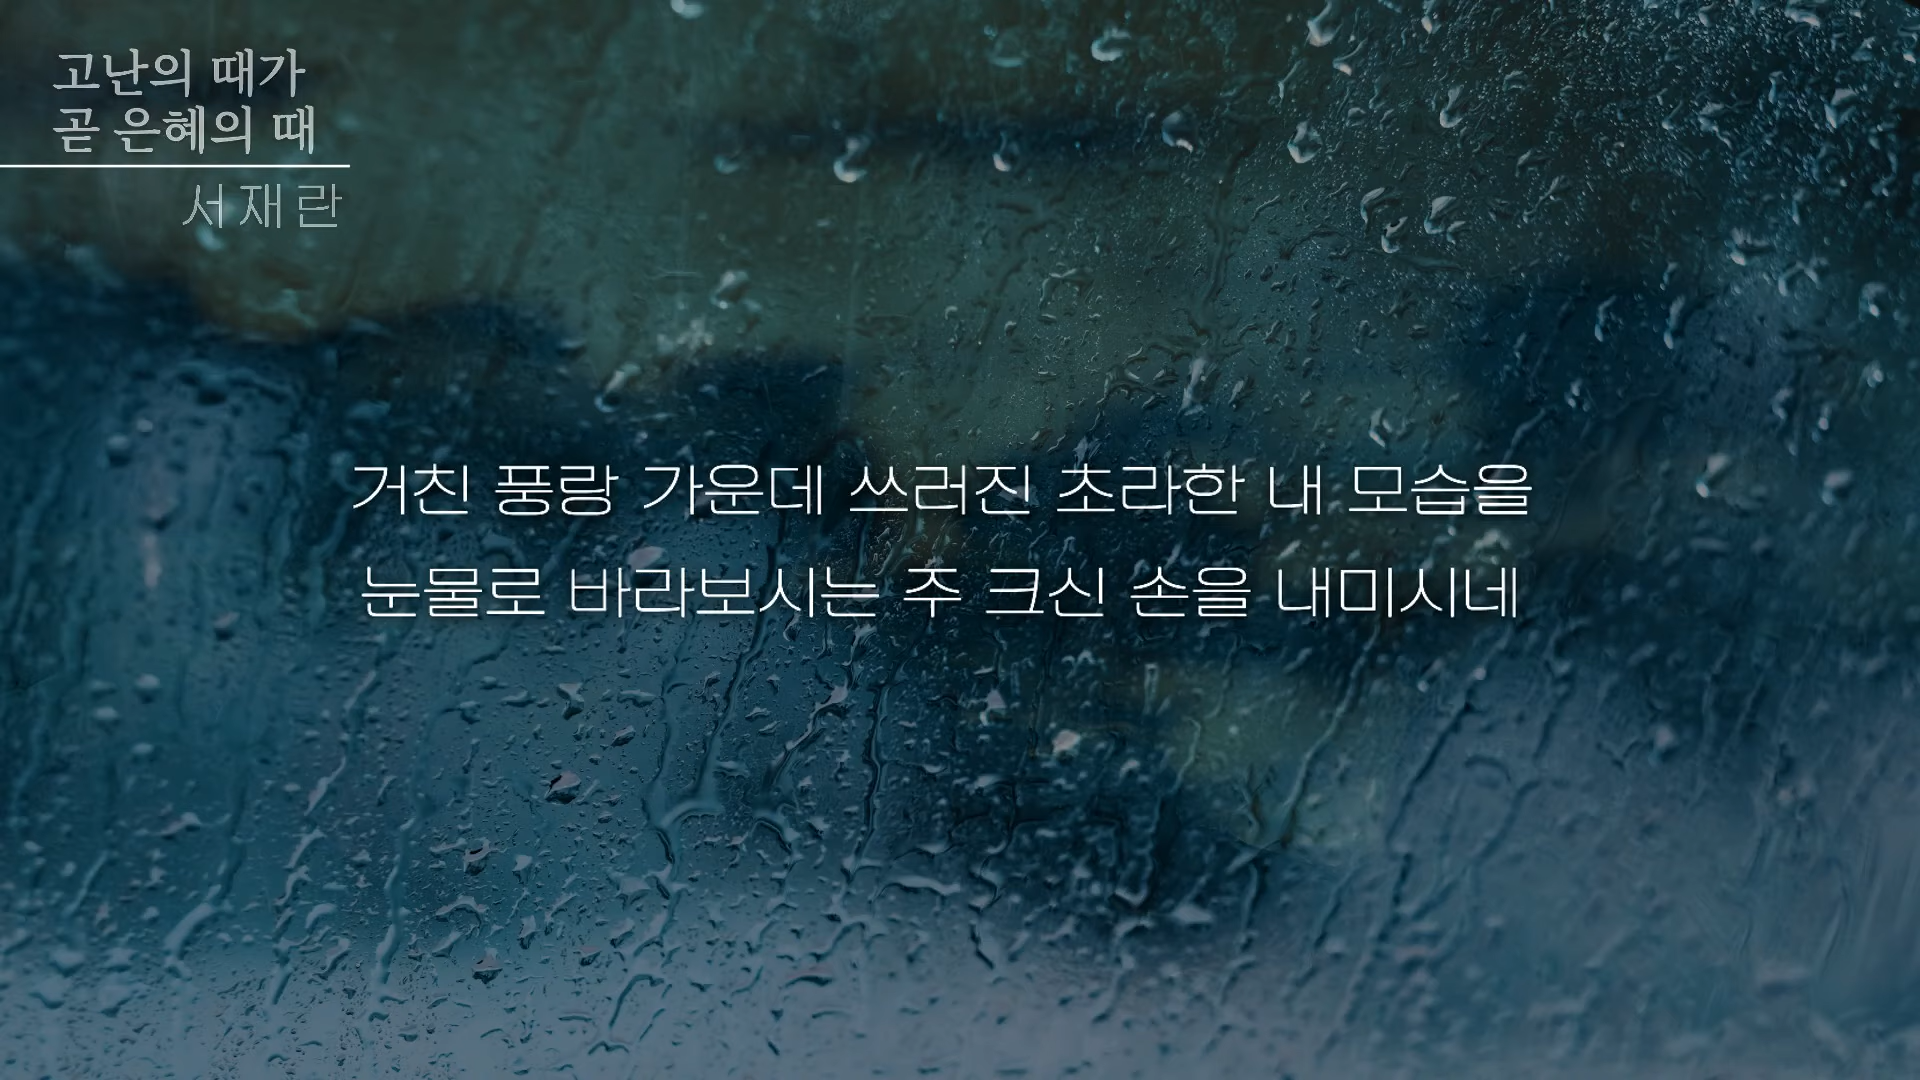 고난의 때가
곧 은혜의 때
서재란
거친 풍랑 가운데 쓰러진 초라한 내 모습을
눈물로 바라보시는 주 크신 손을 내미시네